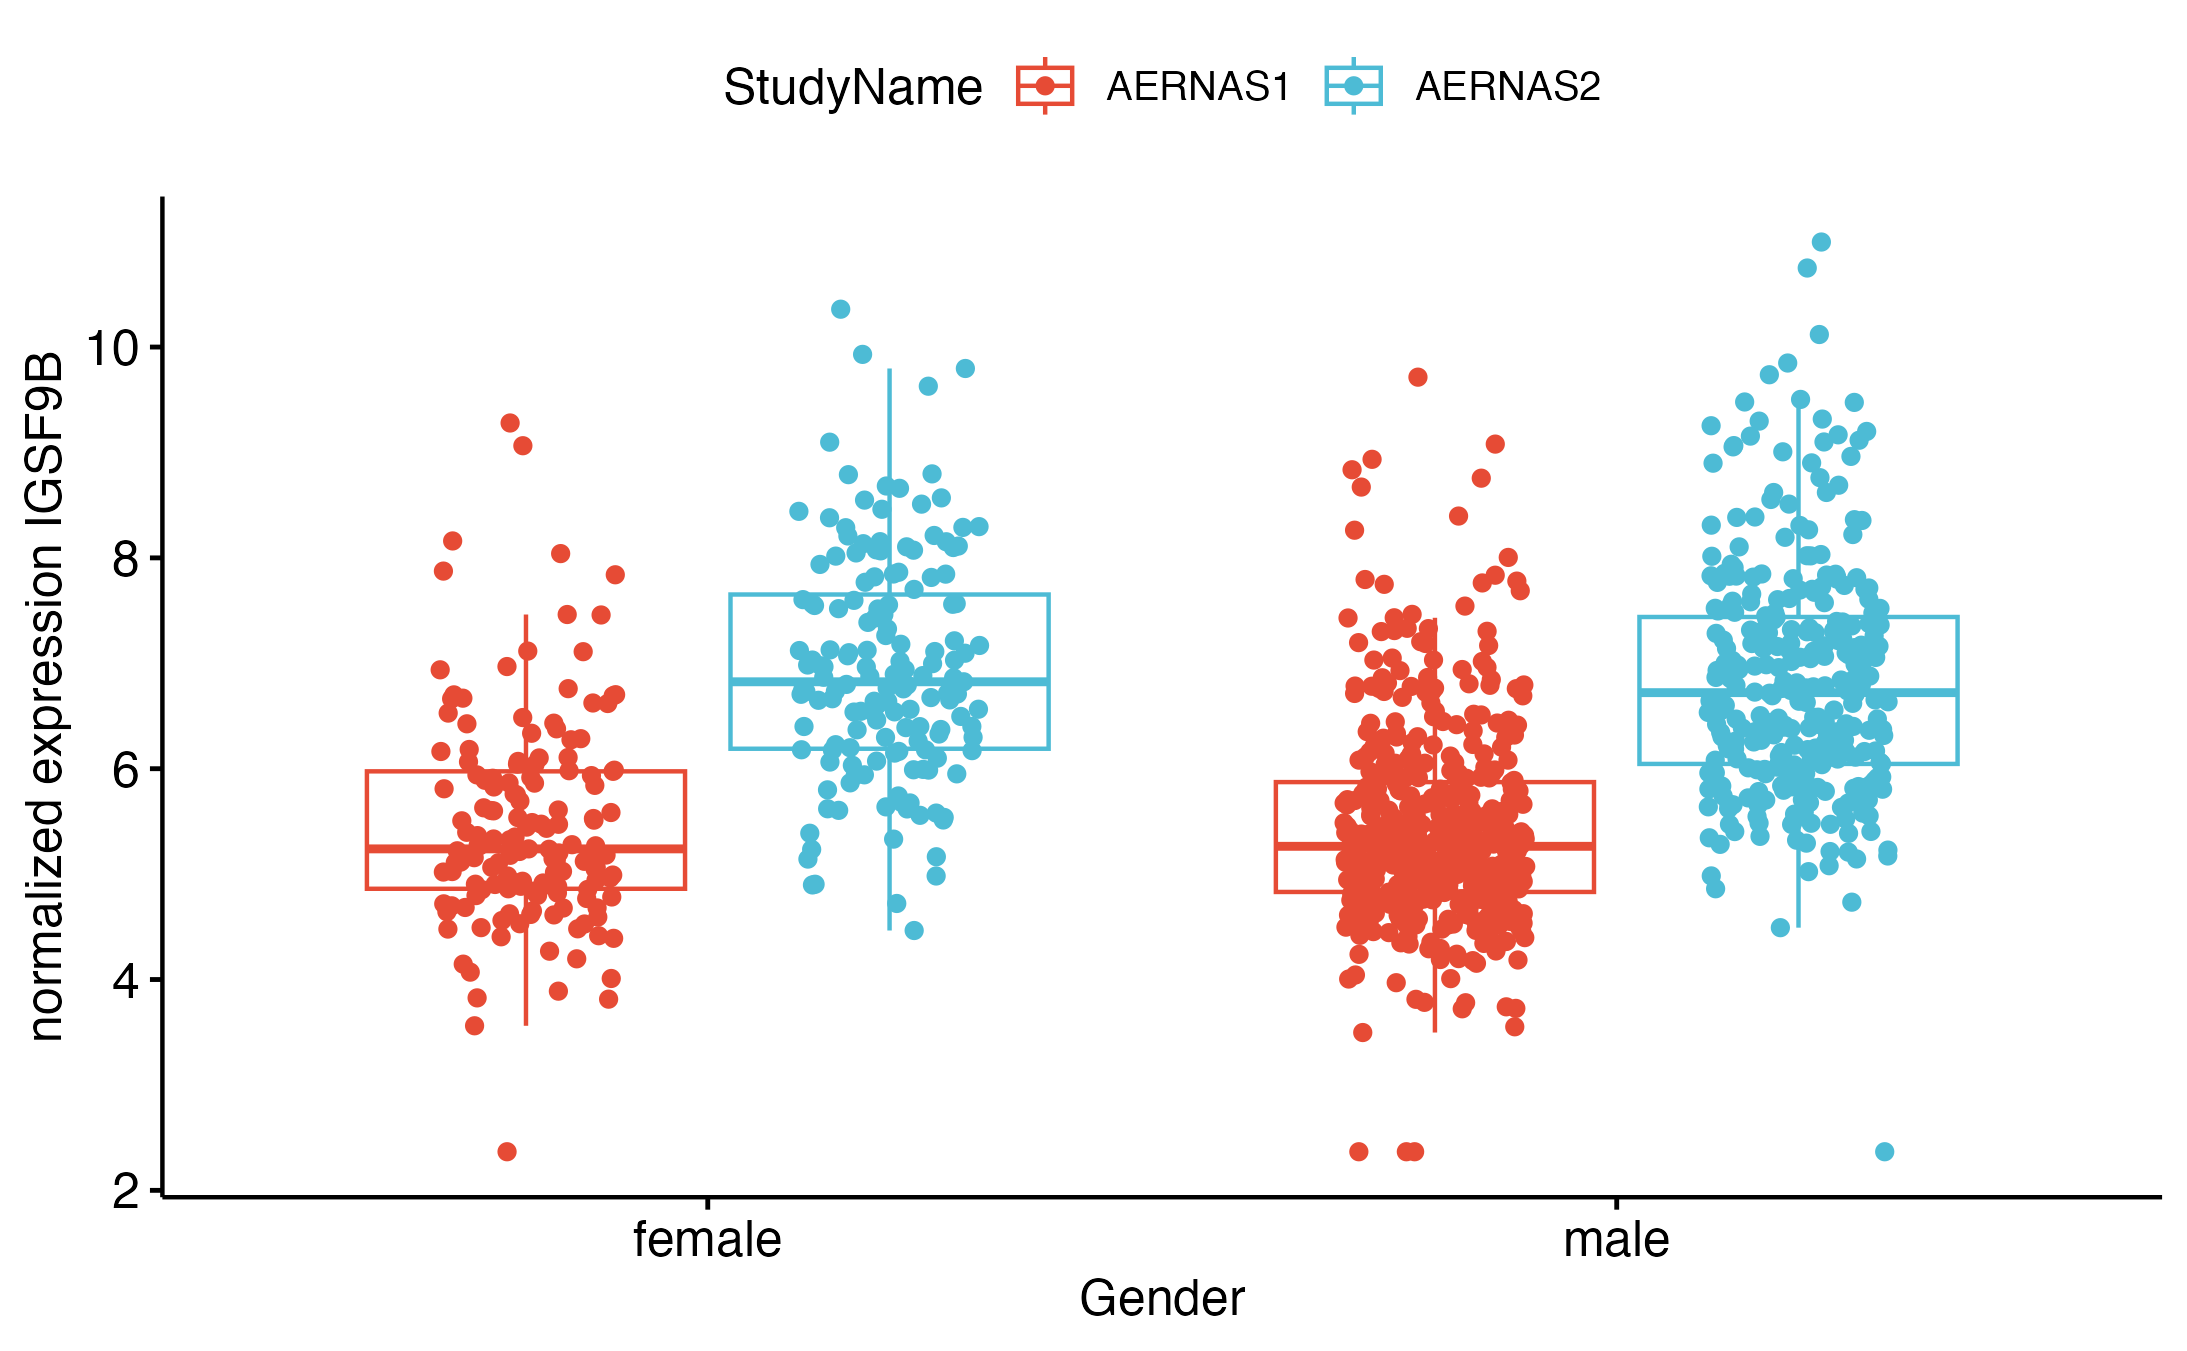 StudyName AERNAS1 AERNAS2
normalized expression IGSF9B
10
8
6
4
2
female male
Gender